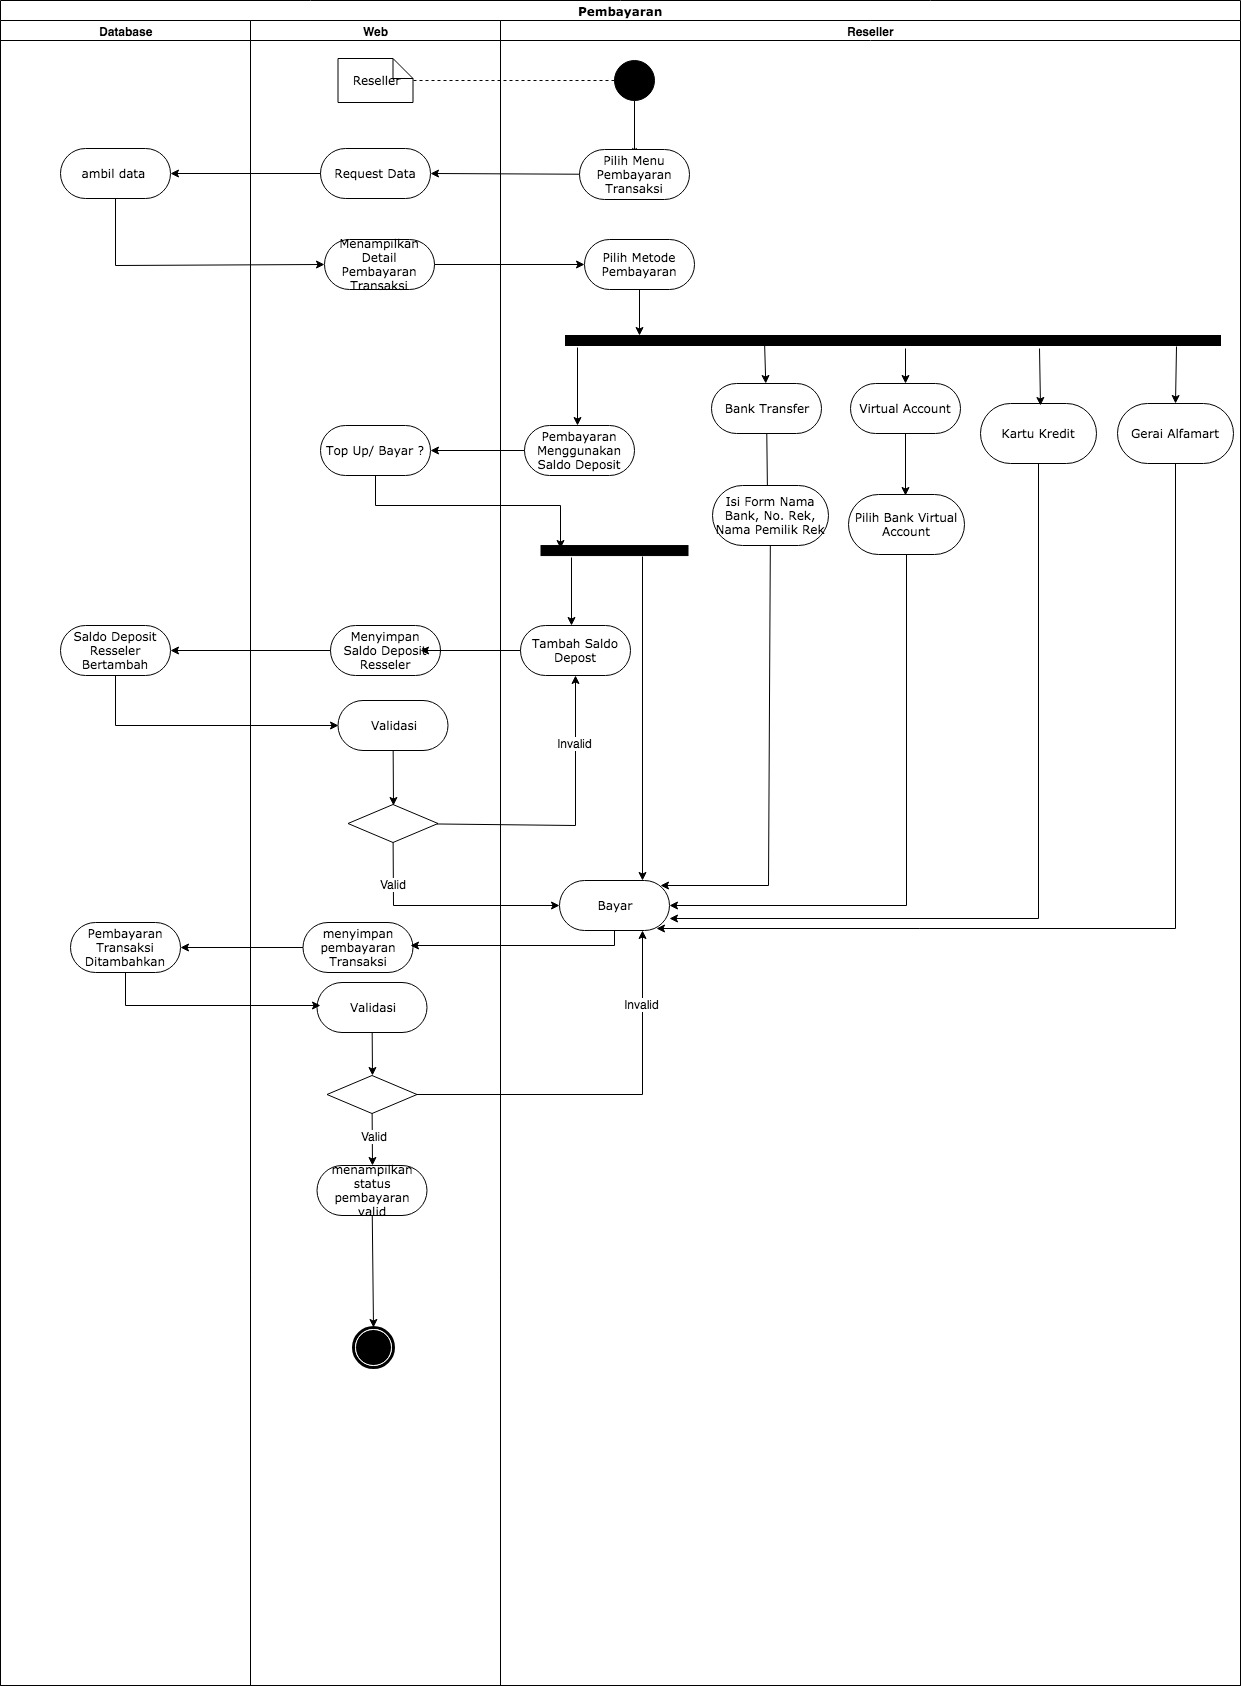 Pembayaran
Database
Web
Reseller
Reseller
ambil data
Request Data
Pilih Menu
Pembayaran
Transaksi
Menampilkan
Detail
Pembayaran
Transaksi
Pilih Metode
Pembayaran
Bank Transfer
Virtual Account
Kartu Kredit
Gerai Alfamart
Top Up/ Bayar ?
Pembayaran
Menggunakan
Saldo Deposit
Isi Form Nama
Bank, No. Rek,
Nama Pemilik Rek
Pilih Bank Virtual
Account
Saldo Deposit
Resseler
Bertambah
Menyimpan
Saldo Deposit
Resseler
Tambah Saldo
Depost
Validasi
Invalid
Valid
Bayar
Pembayaran
Transaksi
Ditambahkan
menyimpan
pembayaran
Transaksi
Validasi
Invalid
Valid
menampilkan
status
pembayaran
valid